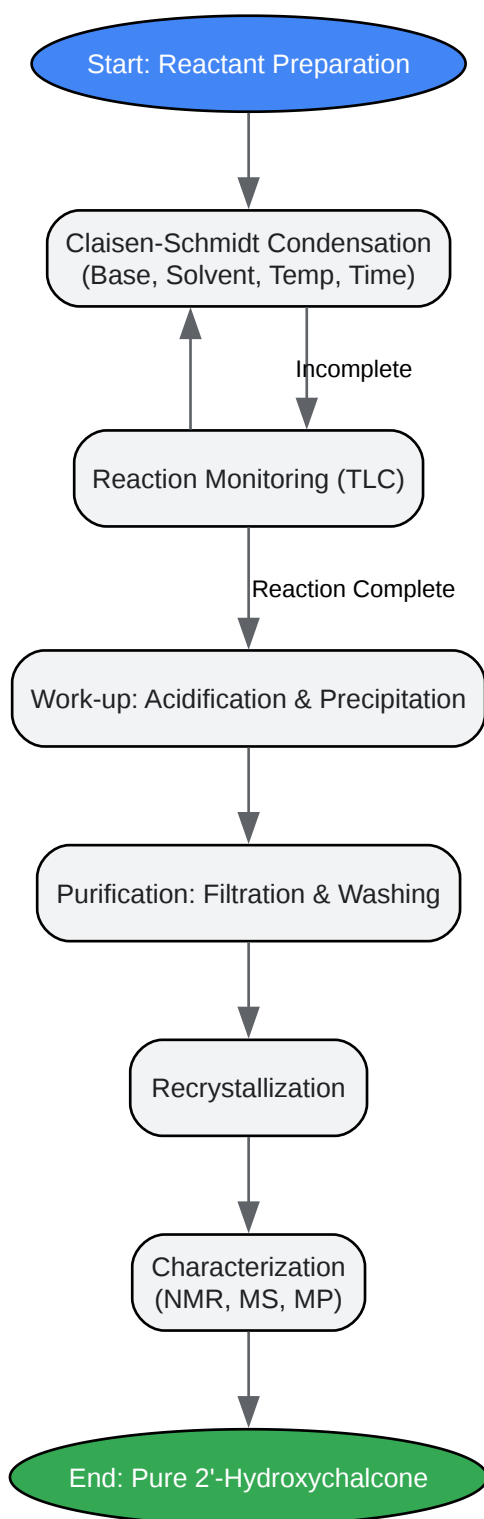 Start: Reactant Preparation
Claisen-Schmidt Condensation
(Base, Solvent, Temp, Time)
Incomplete
Reaction Monitoring (TLC)
Reaction Complete
Work-up: Acidification & Precipitation
Purification: Filtration & Washing
Recrystallization
Characterization
(NMR, MS, MP)
End: Pure 2'-Hydroxychalcone